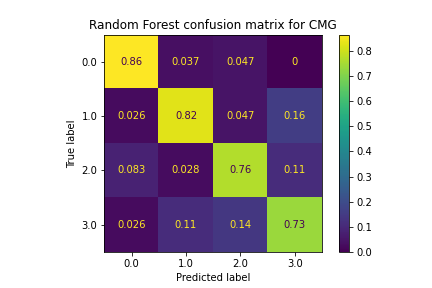 Random Forest confusion matrix for CMG
0.0 0.86 0.037 0.047 0
1.0 0.026 0.82 0.047 0.16
2.0 0.083 0.028 0.76 0.11
3.0 0.026 0.11 0.14 0.73
0.0 1.0 2.0 3.0
True label
Predicted label
0.8
0.7
0.6
0.5
0.4
0.3
0.2
0.1
0.0